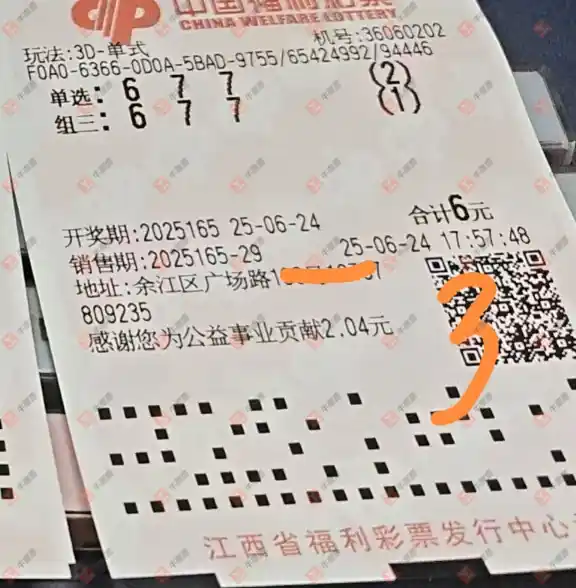 中国福利彩票
CHINA WELFARE LOTTERY
玩法:3D-单式 机号:36060202
F0A0-6366-0D0A-5BAD-9755/65424992/94446
单选: 6 7 7 (2)
组三: 6 7 7 (1)
开奖期:2025165 25-06-24 合计6元
销售期:2025165-29 25-06-24 17:57:48
地址:余江区广场路
809235
感谢您为公益事业贡献2.04元
3
江西省福利彩票发行中心